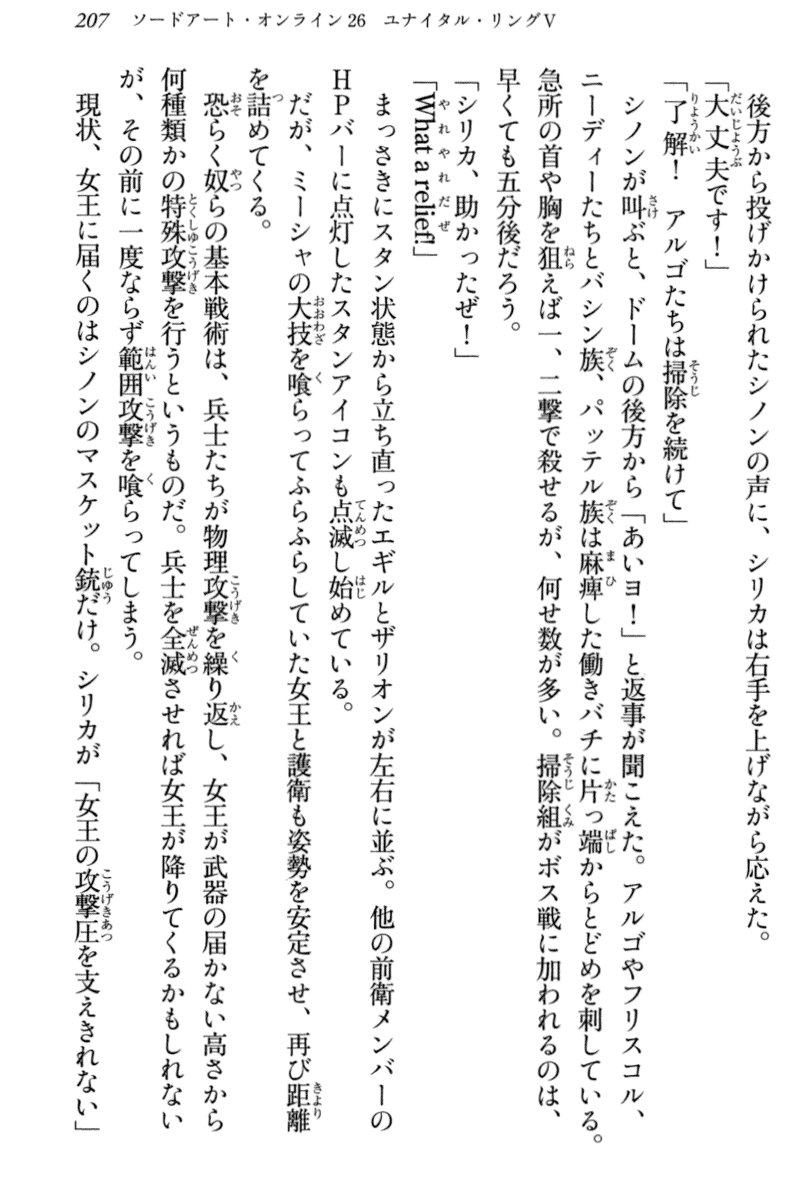 207　ソードアート・オンライン26　ユナイタル・リングⅤ
　後方から投げかけられたシノンの声に、シリカは右手を上げながら応えた。
「大丈夫です！」
「了解！　アルゴたちは掃除を続けて」
　シノンが叫ぶと、ドームの後方から「あいヨ！」と返事が聞こえた。アルゴやフリスコル、
ニーディーたちとバシン族、パッテル族は麻痺した働きバチに片っ端からとどめを刺している。
急所の首や胸を狙えば一、二撃で殺せるが、何せ数が多い。掃除組がボス戦に加われるのは、
早くても五分後だろう。
「シリカ、助かったぜ！」
「What a relief!」
　まっさきにスタン状態から立ち直ったエギルとザリオンが左右に並ぶ。他の前衛メンバーの
HPバーに点灯したスタンアイコンも点滅し始めている。
　だが、ミーシャの大技を喰らってふらふらしていた女王と護衛も姿勢を安定させ、再び距離
を詰めてくる。
　恐らく奴らの基本戦術は、兵士たちが物理攻撃を繰り返し、女王が武器の届かない高さから
何種類かの特殊攻撃を行うというものだ。兵士を全滅させれば女王が降りてくるかもしれない
が、その前に一度ならず範囲攻撃を喰らってしまう。
　現状、女王に届くのはシノンのマスケット銃だけ。シリカが「女王の攻撃圧を支えきれない」